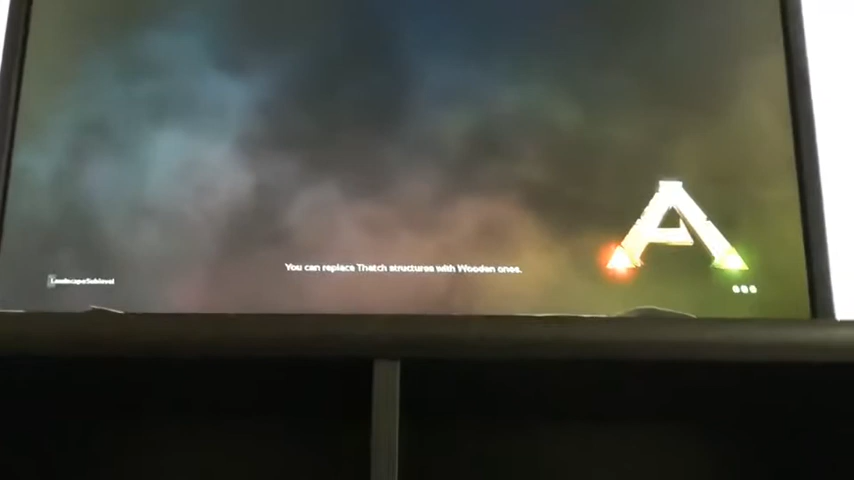 You can replace Thatch structures with Wooden ones.
LandscapeSublevel
A